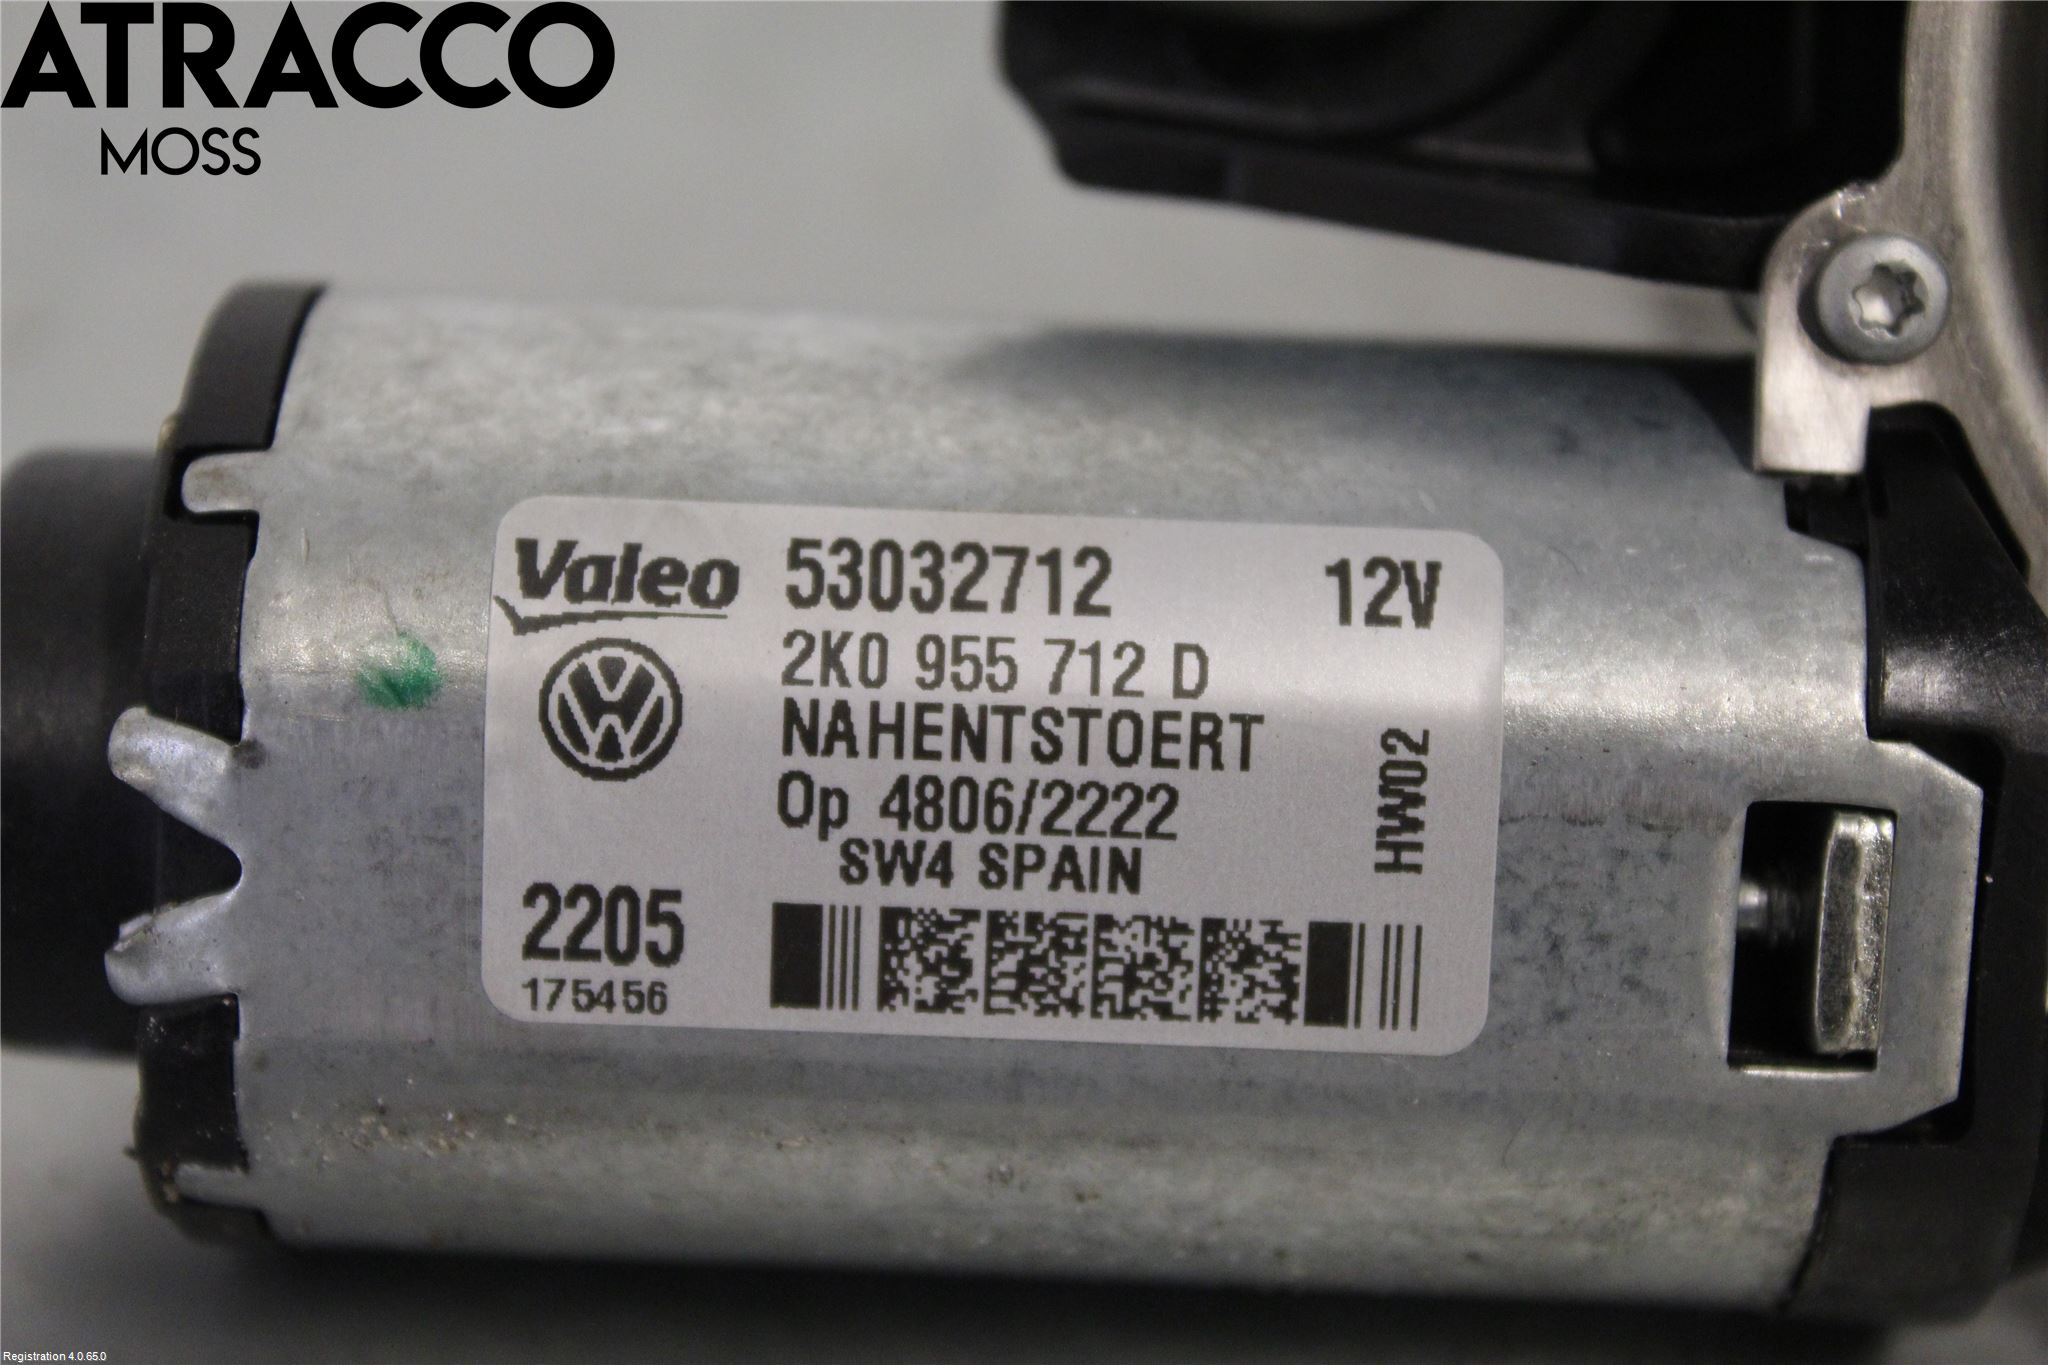 ATRACCO
MOSS
Valeo 53032712 12V
2K0 955 712 D
NAHENTSTOERT
Op 4806/2222
SW4 SPAIN
HW02
2205
175456
Registration 4.0.65.0